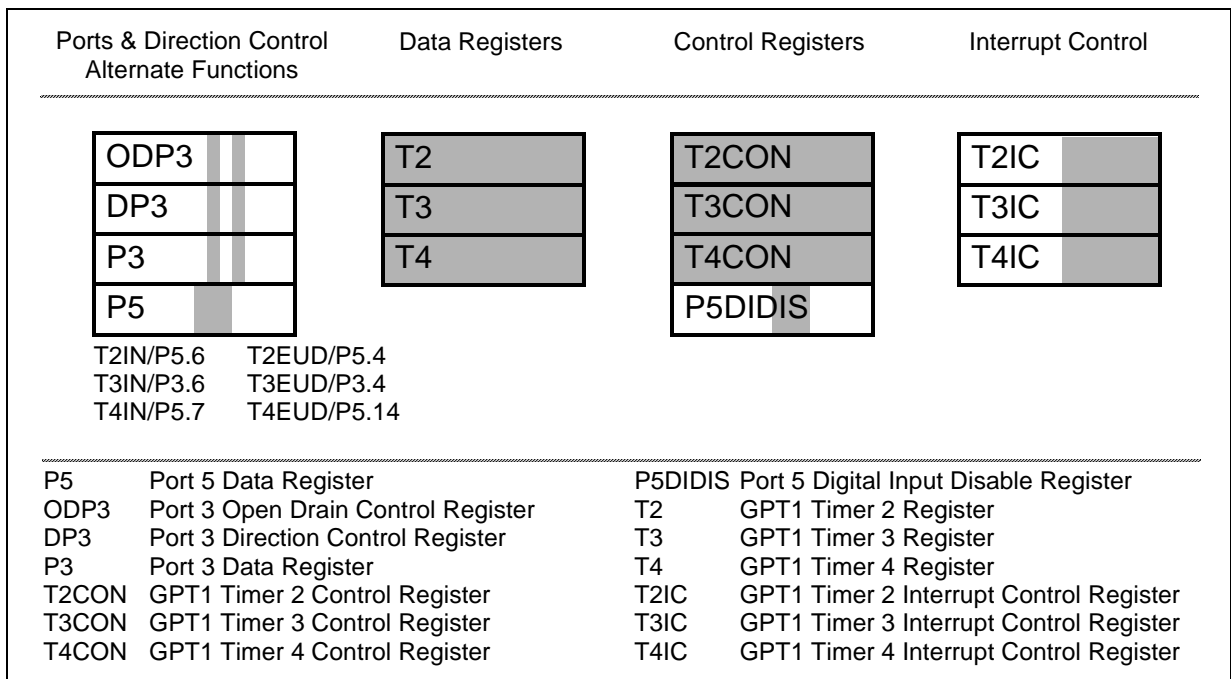 Ports & Direction Control
Alternate Functions
Data Registers
Control Registers
Interrupt Control
ODP3
DP3
P3
P5
T2
T3
T4
T2CON
T3CON
T4CON
P5DIDIS
T2IC
T3IC
T4IC
T2IN/P5.6 T2EUD/P5.4
T3IN/P3.6 T3EUD/P3.4
T4IN/P5.7 T4EUD/P5.14
P5 Port 5 Data Register
ODP3 Port 3 Open Drain Control Register
DP3 Port 3 Direction Control Register
P3 Port 3 Data Register
T2CON GPT1 Timer 2 Control Register
T3CON GPT1 Timer 3 Control Register
T4CON GPT1 Timer 4 Control Register
P5DIDIS Port 5 Digital Input Disable Register
T2 GPT1 Timer 2 Register
T3 GPT1 Timer 3 Register
T4 GPT1 Timer 4 Register
T2IC GPT1 Timer 2 Interrupt Control Register
T3IC GPT1 Timer 3 Interrupt Control Register
T4IC GPT1 Timer 4 Interrupt Control Register